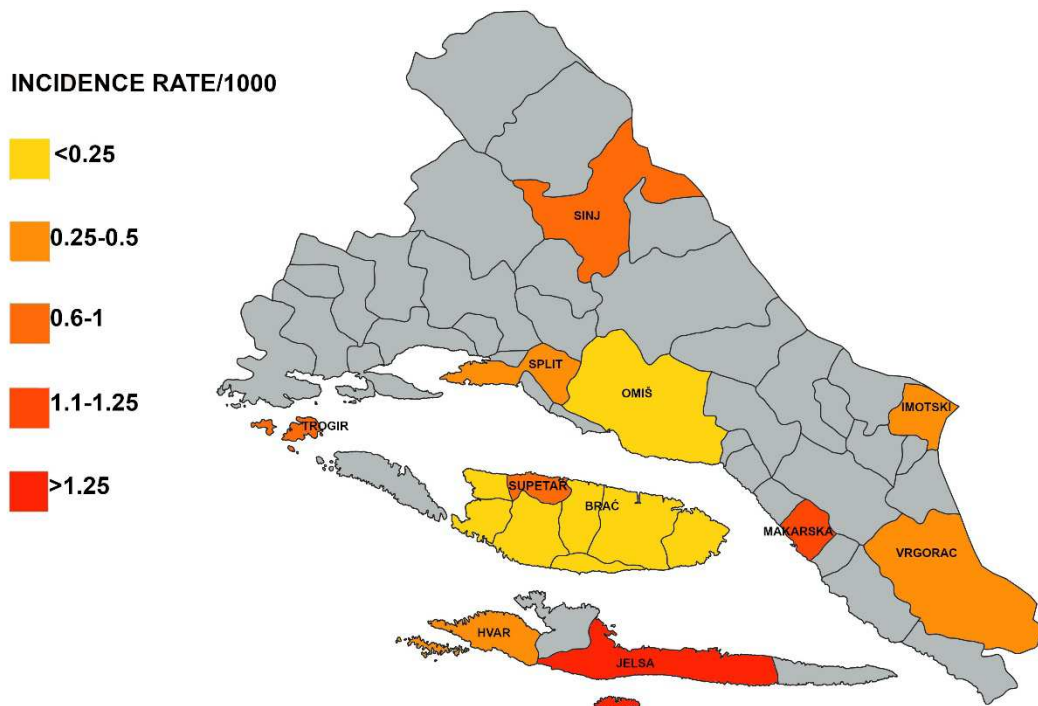 INCIDENCE RATE/1000
<0.25
0.25-0.5
0.6-1
1.1-1.25
>1.25
SINJ
SPLIT
OMIŠ
IMOTSKI
TROGIR
SUPETAR
BRAĆ
MAKARSKA
VRGORAC
HVAR
JELSA